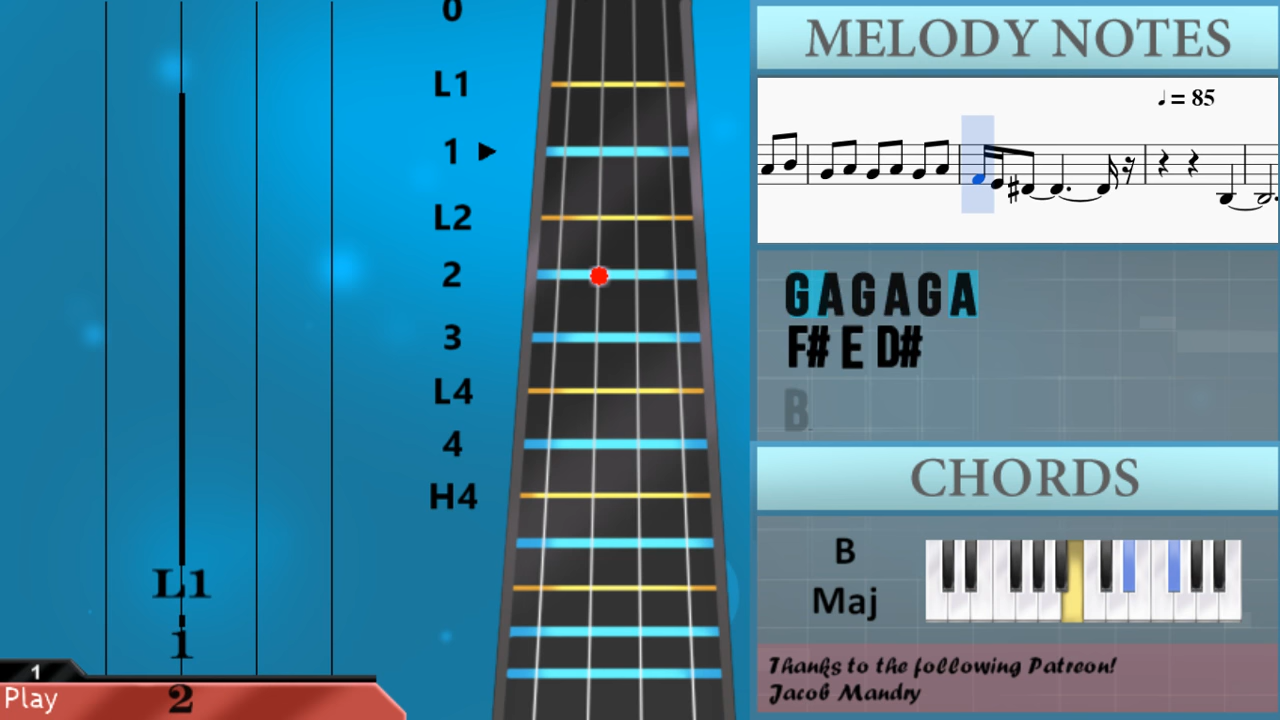 0
L1
1
L2
2
3
L4
4
H4
L1
1
2
1
Play
MELODY NOTES
♩ = 85
GAGAGA
F# E D#
B
CHORDS
B
Maj
Thanks to the following Patreon!
Jacob Mandry